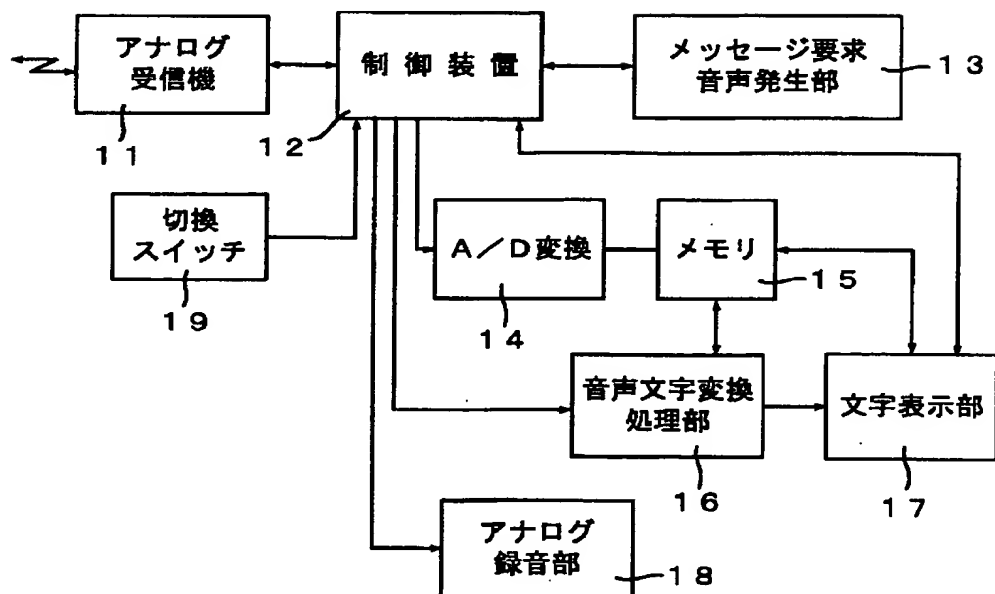 アナログ
受信機
11
制御装置
12
メッセージ要求
音声発生部
13
切換
スイッチ
19
A/D変換
14
メモリ
15
音声文字変換
処理部
16
文字表示部
17
アナログ
録音部
18